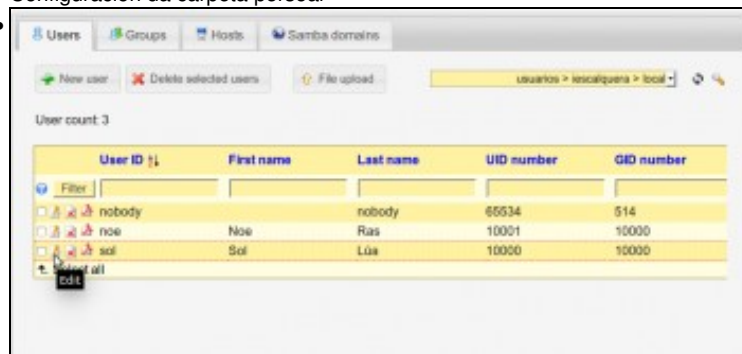 Configuración da carpeta persoal
Users Groups Hosts Samba domains
New user Delete selected users File upload usuarios > iescalquera > local
User count: 3
User ID First name Last name UID number GID number
Filter
nobody nobody 65534 514
noe Noe Ras 10001 10000
sol Sol Lúa 10000 10000
Select all
Edit